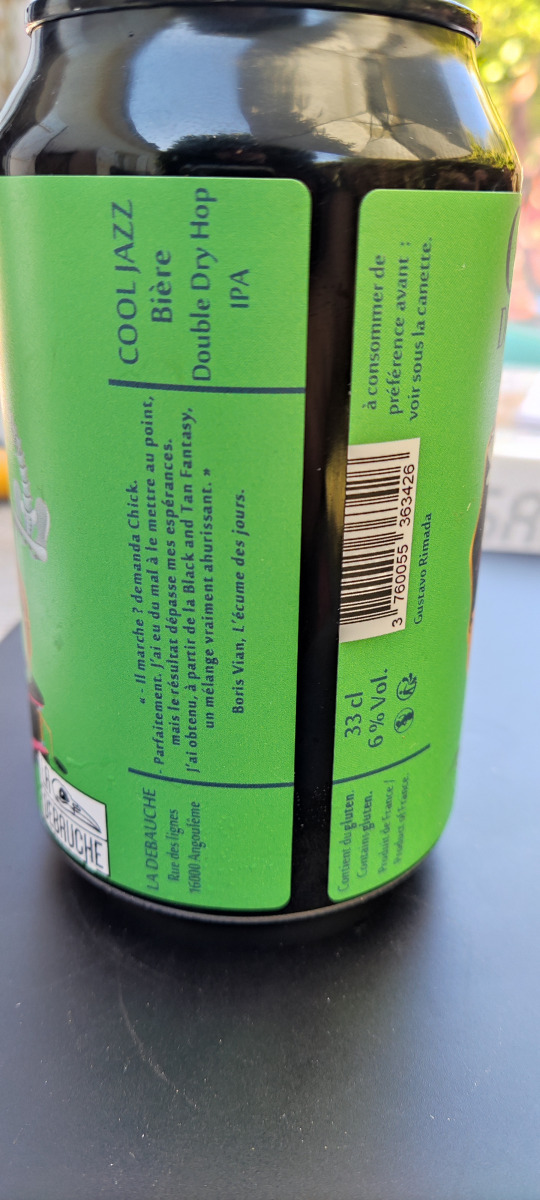 COOL JAZZ
Bière
Double Dry Hop
IPA
« - Il marche ? demanda Chick.
- Parfaitement. J'ai eu du mal à le mettre au point,
mais le résultat dépasse mes espérances.
J'ai obtenu, à partir de la Black and Tan Fantasy,
un mélange vraiment ahurissant. »
Boris Vian, L'écume des jours.
LA DEBAUCHE
Rue des lignes
16000 Angoulême
LA
DEBAUCHE
à consommer de
préférence avant :
voir sous la canette.
3 760055 363426
Gustavo Rimada
33 cl
6 % Vol.
Contient du gluten.
Contains gluten.
Produit de France /
Product of France.